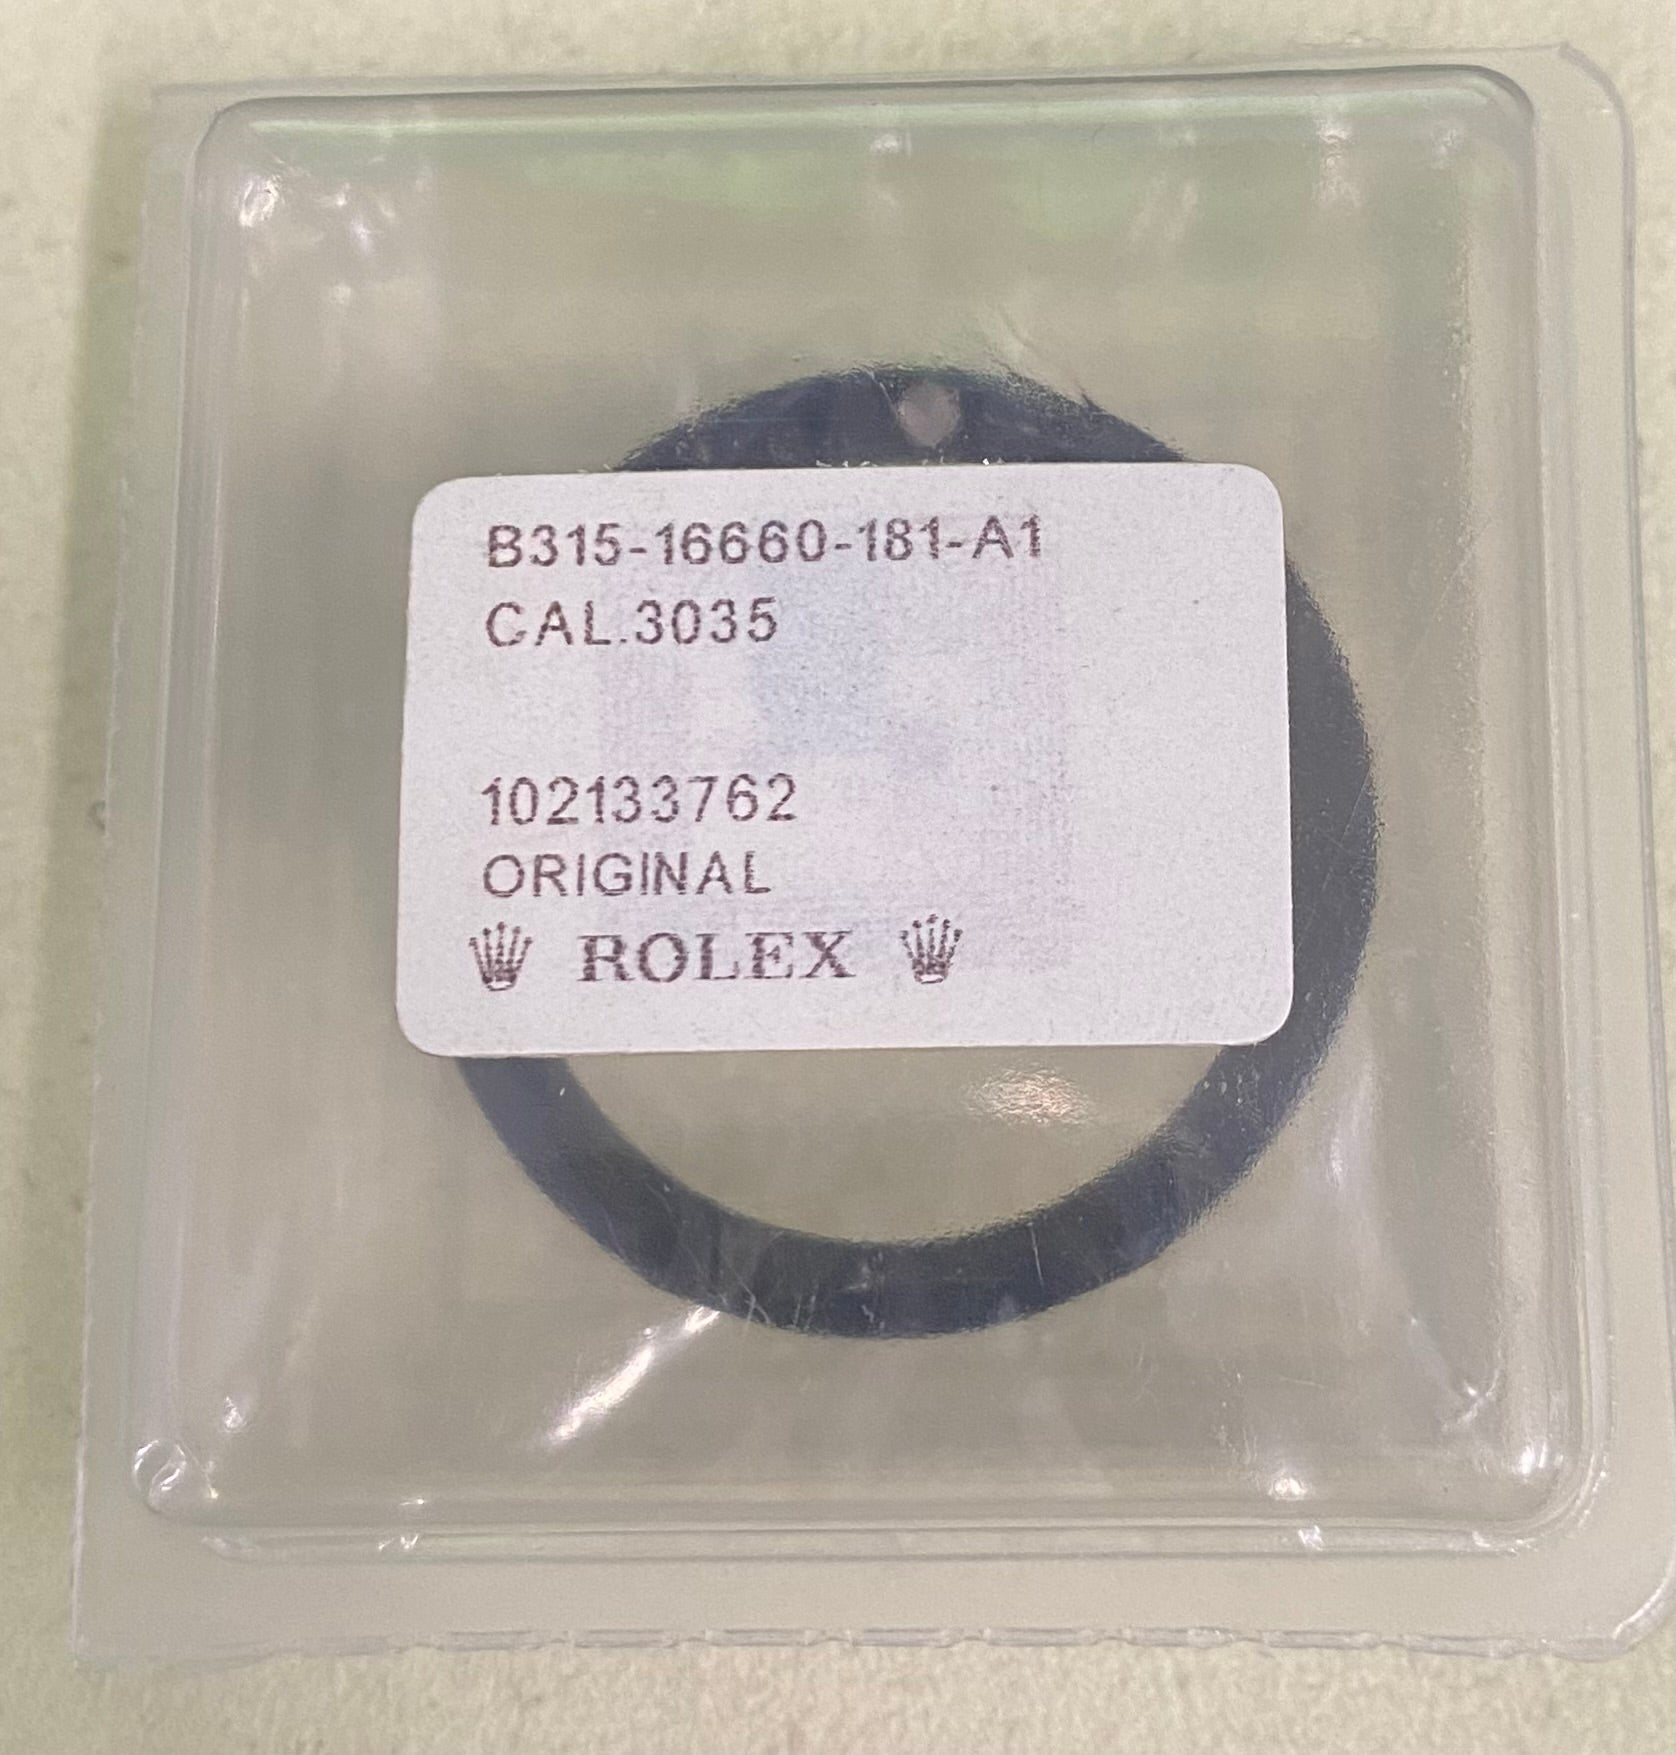 B315-16660-181-A1
CAL.3035
102133762
ORIGINAL
ROLEX